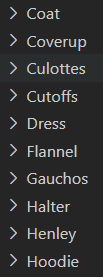 Coat
Coverup
Culottes
Cutoffs
Dress
Flannel
Gauchos
Halter
Henley
Hoodie